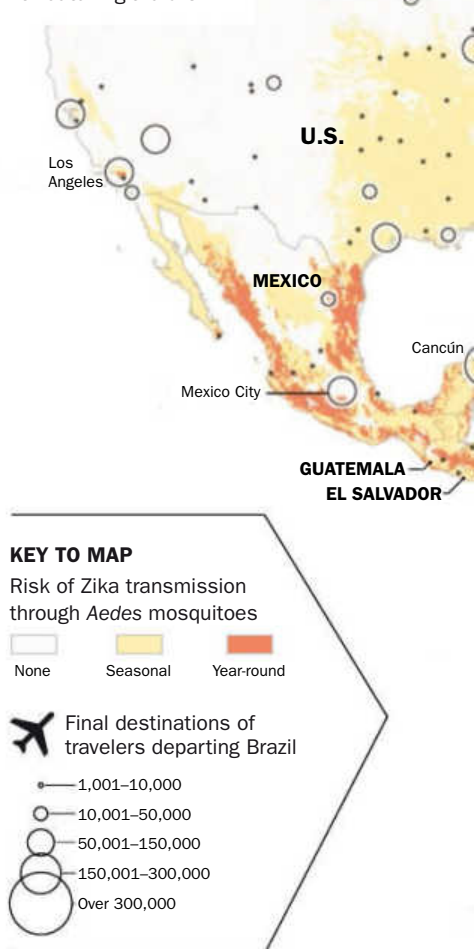 U.S.
Los
Angeles
MEXICO
Cancún
Mexico City
GUATEMALA
EL SALVADOR
KEY TO MAP
Risk of Zika transmission
through Aedes mosquitoes
None Seasonal Year-round
Final destinations of
travelers departing Brazil
1,001–10,000
10,001–50,000
50,001–150,000
150,001–300,000
Over 300,000